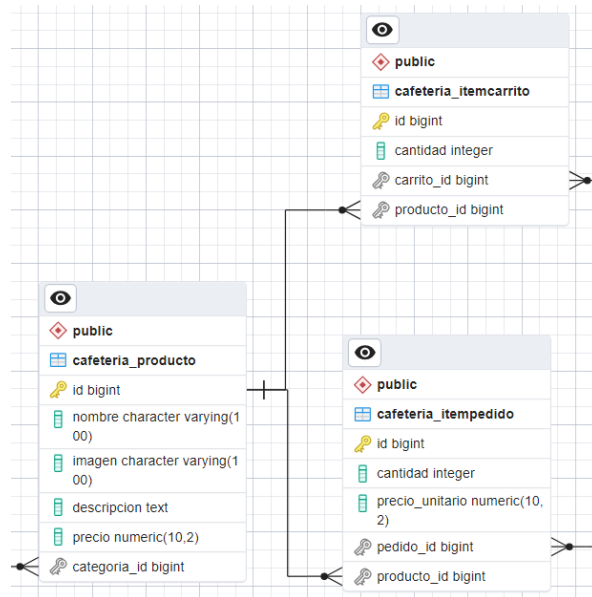 public
cafeteria_itemcarrito
id bigint
cantidad integer
carrito_id bigint
producto_id bigint
public
cafeteria_producto
id bigint
nombre character varying(1
00)
imagen character varying(1
00)
descripcion text
precio numeric(10,2)
categoria_id bigint
public
cafeteria_itempedido
id bigint
cantidad integer
precio_unitario numeric(10,
2)
pedido_id bigint
producto_id bigint